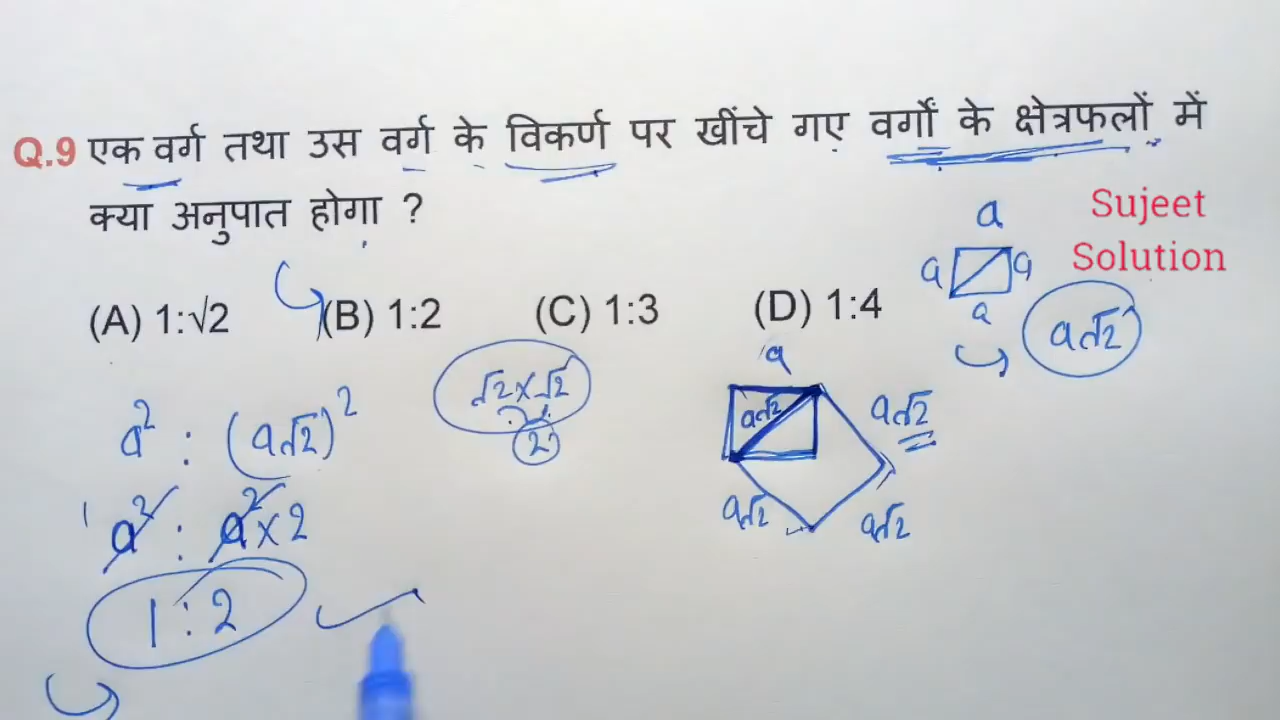 Q.9 एक वर्ग तथा उस वर्ग के विकर्ण पर खींचे गए वर्गों के क्षेत्रफलों में
क्या अनुपात होगा ?
Sujeet
Solution
a
a a
a
a√2
(A) 1:√2 (B) 1:2 (C) 1:3 (D) 1:4
√2×√2
2
a
a√2
a√2
a√2
a√2
a² : (a√2)²
1 a² : a²×2
1:2